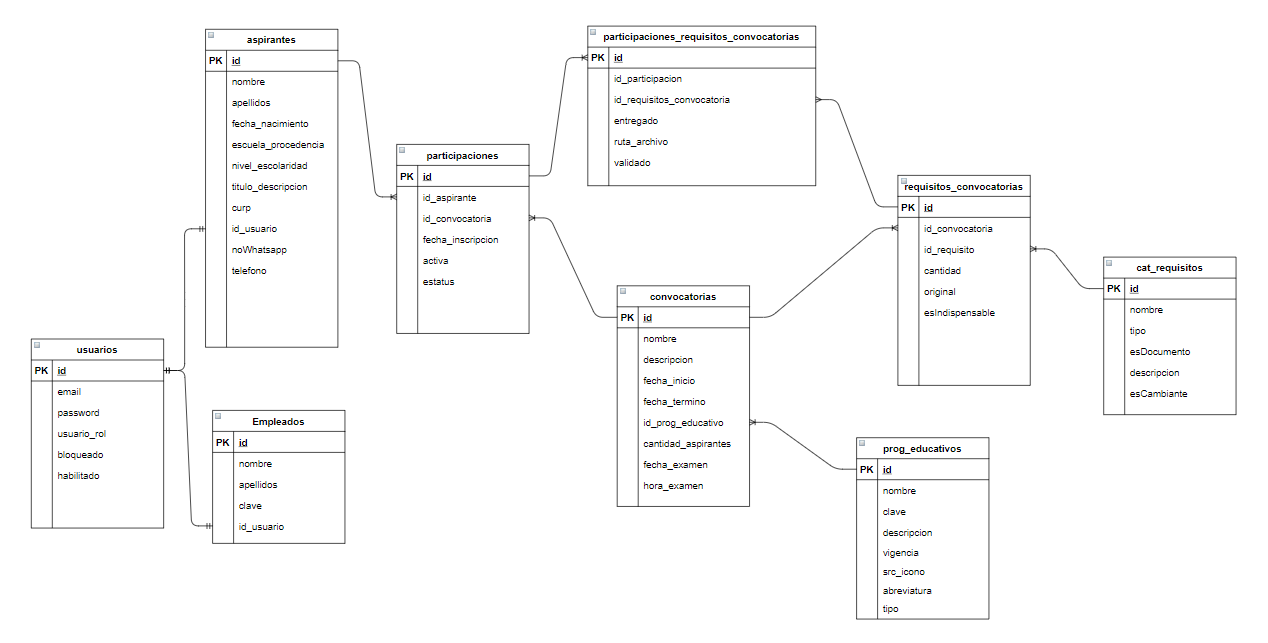 aspirantes
PK id
nombre
apellidos
fecha_nacimiento
escuela_procedencia
nivel_escolaridad
titulo_descripcion
curp
id_usuario
noWhatsapp
telefono
participaciones_requisitos_convocatorias
PK id
id_participacion
id_requisitos_convocatoria
entregado
ruta_archivo
validado
participaciones
PK id
id_aspirante
id_convocatoria
fecha_inscripcion
activa
estatus
requisitos_convocatorias
PK id
id_convocatoria
id_requisito
cantidad
original
esIndispensable
cat_requisitos
PK id
nombre
tipo
esDocumento
descripcion
esCambiante
convocatorias
PK id
nombre
descripcion
fecha_inicio
fecha_termino
id_prog_educativo
cantidad_aspirantes
fecha_examen
hora_examen
usuarios
PK id
email
password
usuario_rol
bloqueado
habilitado
Empleados
PK id
nombre
apellidos
clave
id_usuario
prog_educativos
PK id
nombre
clave
descripcion
vigencia
src_icono
abreviatura
tipo